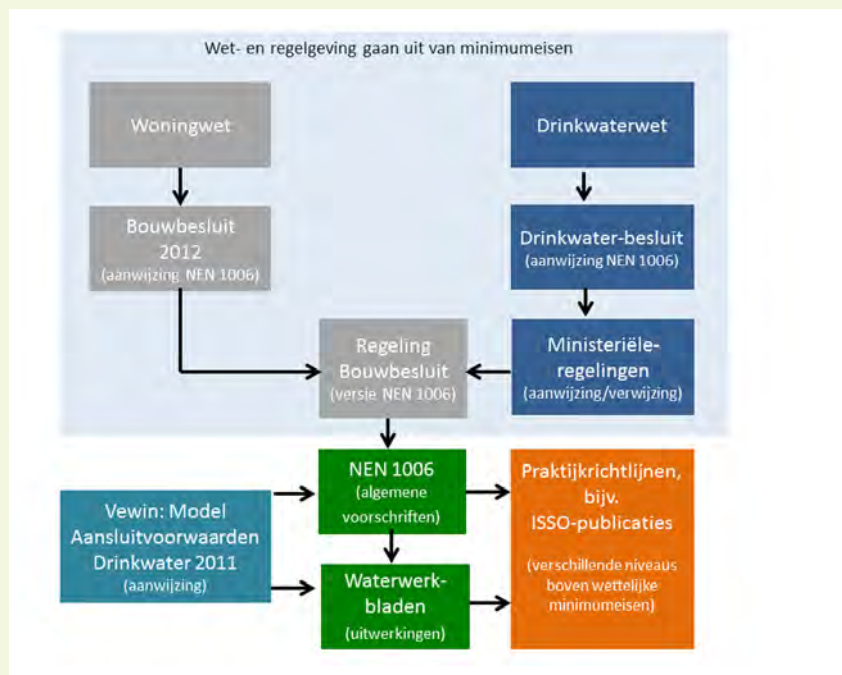 Wet- en regelgeving gaan uit van minimumeisen
Woningwet
Drinkwaterwet
Bouwbesluit
2012
(aanwijzing NEN 1006)
Drinkwater-besluit
(aanwijzing NEN 1006)
Regeling
Bouwbesluit
(versie NEN 1006)
Ministeriële-
regelingen
(aanwijzing/verwijzing)
NEN 1006
(algemene
voorschriften)
Praktijkrichtlijnen,
bijv.
ISSO-publicaties
(verschillende niveaus
boven wettelijke
minimumeisen)
Vewin: Model
Aansluitvoorwaarden
Drinkwater 2011
(aanwijzing)
Waterwerk-
bladen
(uitwerkingen)